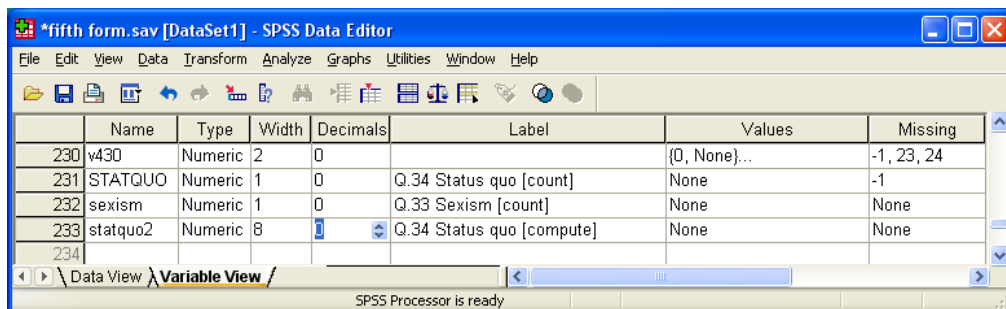 *fifth form.sav [DataSet1] - SPSS Data Editor
File Edit View Data Transform Analyze Graphs Utilities Window Help
Name Type Width Decimals Label Values Missing
230 v430 Numeric 2 0 {0, None}... -1, 23, 24
231 STATQUO Numeric 1 0 Q.34 Status quo [count] None -1
232 sexism Numeric 1 0 Q.33 Sexism [count] None None
233 statquo2 Numeric 8 0 Q.34 Status quo [compute] None None
234
Data View Variable View
SPSS Processor is ready